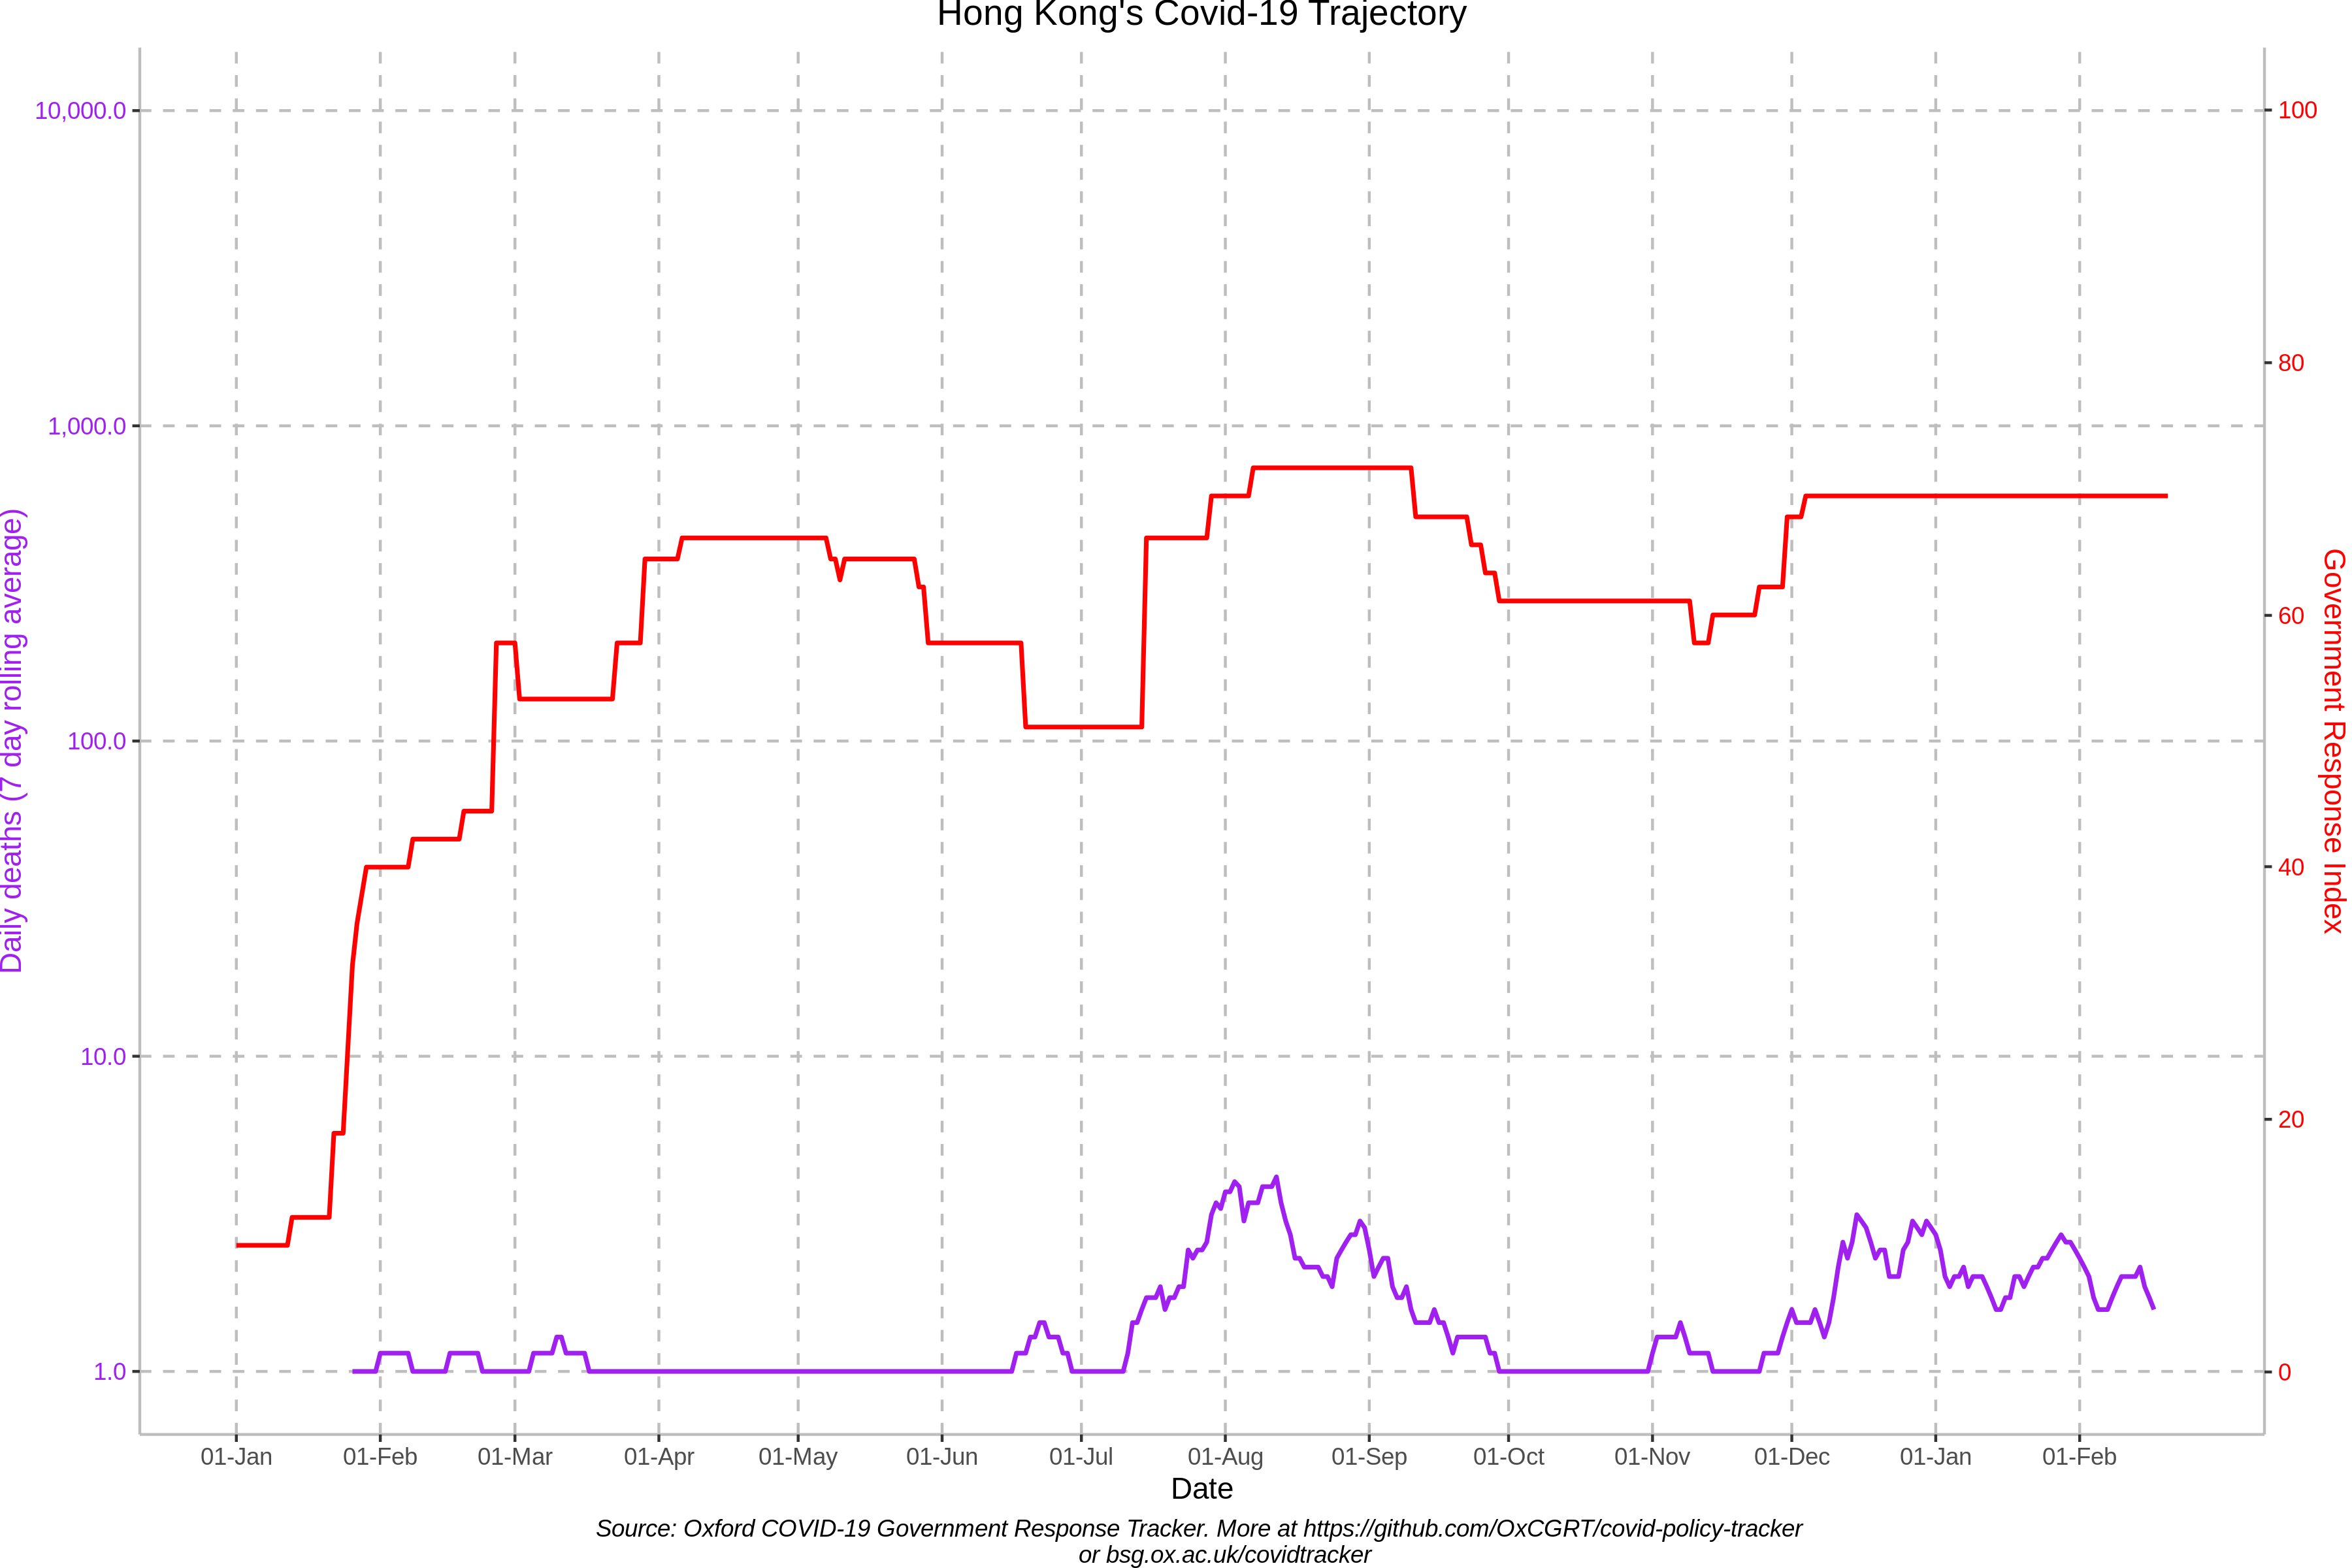 Hong Kong's Covid-19 Trajectory
10,000.0
1,000.0
100.0
10.0
1.0
Daily deaths (7 day rolling average)
100
80
60
40
20
0
Government Response Index
01-Jan 01-Feb 01-Mar 01-Apr 01-May 01-Jun 01-Jul 01-Aug 01-Sep 01-Oct 01-Nov 01-Dec 01-Jan 01-Feb
Date
Source: Oxford COVID-19 Government Response Tracker. More at https://github.com/OxCGRT/covid-policy-tracker
or bsg.ox.ac.uk/covidtracker